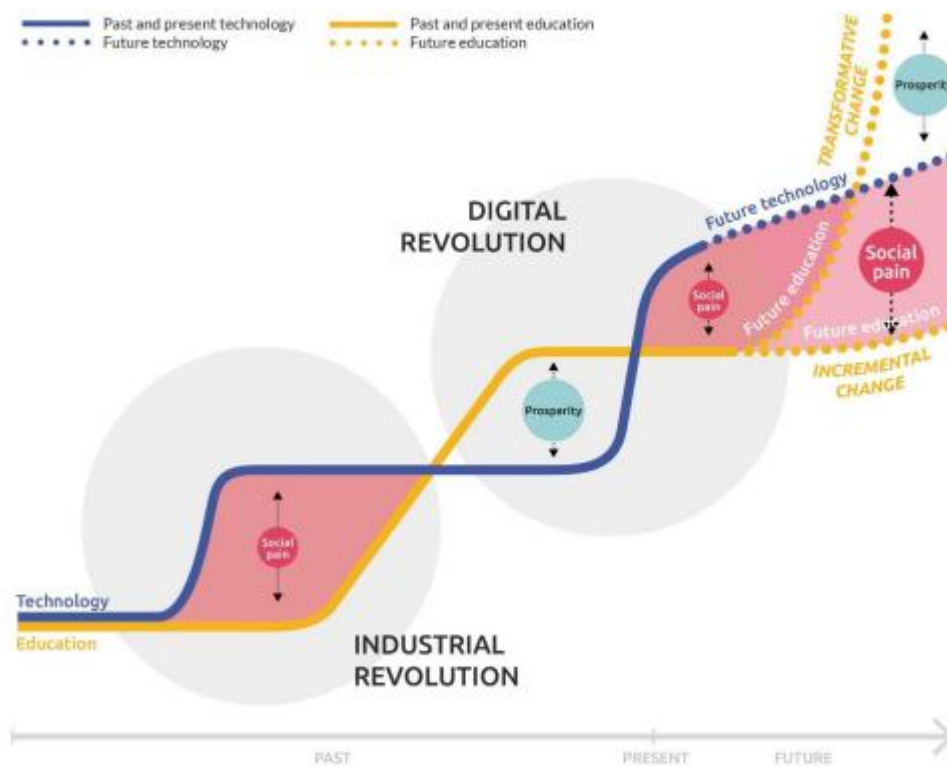 Past and present technology
Future technology
Past and present education
Future education
TRANSFORMATIVE
CHANGE
Prosperity
DIGITAL
REVOLUTION
Future technology
Social
pain
Future education
Social
pain
Future education
INCREMENTAL
CHANGE
Prosperity
Social
pain
Technology
Education
INDUSTRIAL
REVOLUTION
PAST
PRESENT
FUTURE